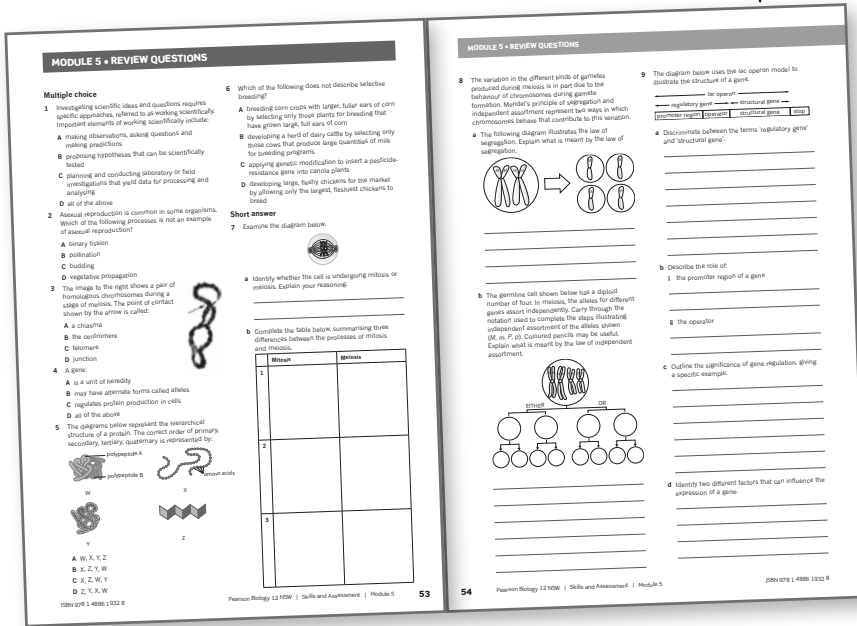 MODULE 5 • REVIEW QUESTIONS
Multiple choice
1 Investigating scientific ideas and questions requires
specific approaches, referred to as working scientifically.
Important elements of working scientifically include:
A making observations, asking questions and
making predictions
B proposing hypotheses that can be scientifically
tested
C planning and conducting laboratory or field
investigations that yield data for processing and
analysing
D all of the above
2 Asexual reproduction is common in some organisms.
Which of the following processes is not an example
of asexual reproduction?
A binary fission
B pollination
C budding
D vegetative propagation
3 The image to the right shows a pair of
homologous chromosomes during a
stage of meiosis. The point of contact
shown by the arrow is called:
A a chiasma
B the centromere
C telomere
D junction
4 A gene:
A is a unit of heredity
B may have alternate forms called alleles
C regulates protein production in cells
D all of the above
5 The diagrams below represent the hierarchical
structure of a protein. The correct order of primary,
secondary, tertiary, quaternary is represented by:
polypeptide A
polypeptide B
amino acids
W
X
Y
Z
A W, X, Y, Z
B X, Z, Y, W
C X, Z, W, Y
D Z, Y, X, W
ISBN 978 1 4886 1932 8
6 Which of the following does not describe selective
breeding?
A breeding corn crops with larger, fuller ears of corn
by selecting only those plants for breeding that
have grown large, full ears of corn
B developing a herd of dairy cattle by selecting only
those cows that produce large quantities of milk
for breeding programs
C applying genetic modification to insert a pesticide-
resistance gene into canola plants
D developing large, fleshy chickens for the market
by allowing only the largest, fleshiest chickens to
breed
Short answer
7 Examine the diagram below.
a Identify whether the cell is undergoing mitosis or
meiosis. Explain your reasoning.
b Complete the table below, summarising three
differences between the processes of mitosis
and meiosis.
Mitosis Meiosis
1
2
3
Pearson Biology 12 NSW | Skills and Assessment | Module 5 53
MODULE 5 • REVIEW QUESTIONS
8 The variation in the different kinds of gametes
produced during meiosis is in part due to the
behaviour of chromosomes during gamete
formation. Mendel's principle of segregation and
independent assortment represent two ways in which
chromosomes behave that contribute to this variation.
a The following diagram illustrates the law of
segregation. Explain what is meant by the law of
segregation.
b The germline cell shown below has a diploid
number of four. In meiosis, the alleles for different
genes assort independently. Carry through the
notation used to complete the steps illustrating
independent assortment of the alleles shown
(M, m, P, p). Coloured pencils may be useful.
Explain what is meant by the law of independent
assortment.
EITHER OR
54 Pearson Biology 12 NSW | Skills and Assessment | Module 5
9 The diagram below uses the lac operon model to
illustrate the structure of a gene.
lac operon
regulatory gene structural gene
promoter region operator structural gene stop
a Discriminate between the terms 'regulatory gene'
and 'structural gene'.
b Describe the role of:
i the promoter region of a gene
ii the operator
c Outline the significance of gene regulation, giving
a specific example.
d Identify two different factors that can influence the
expression of a gene.
ISBN 978 1 4886 1932 8